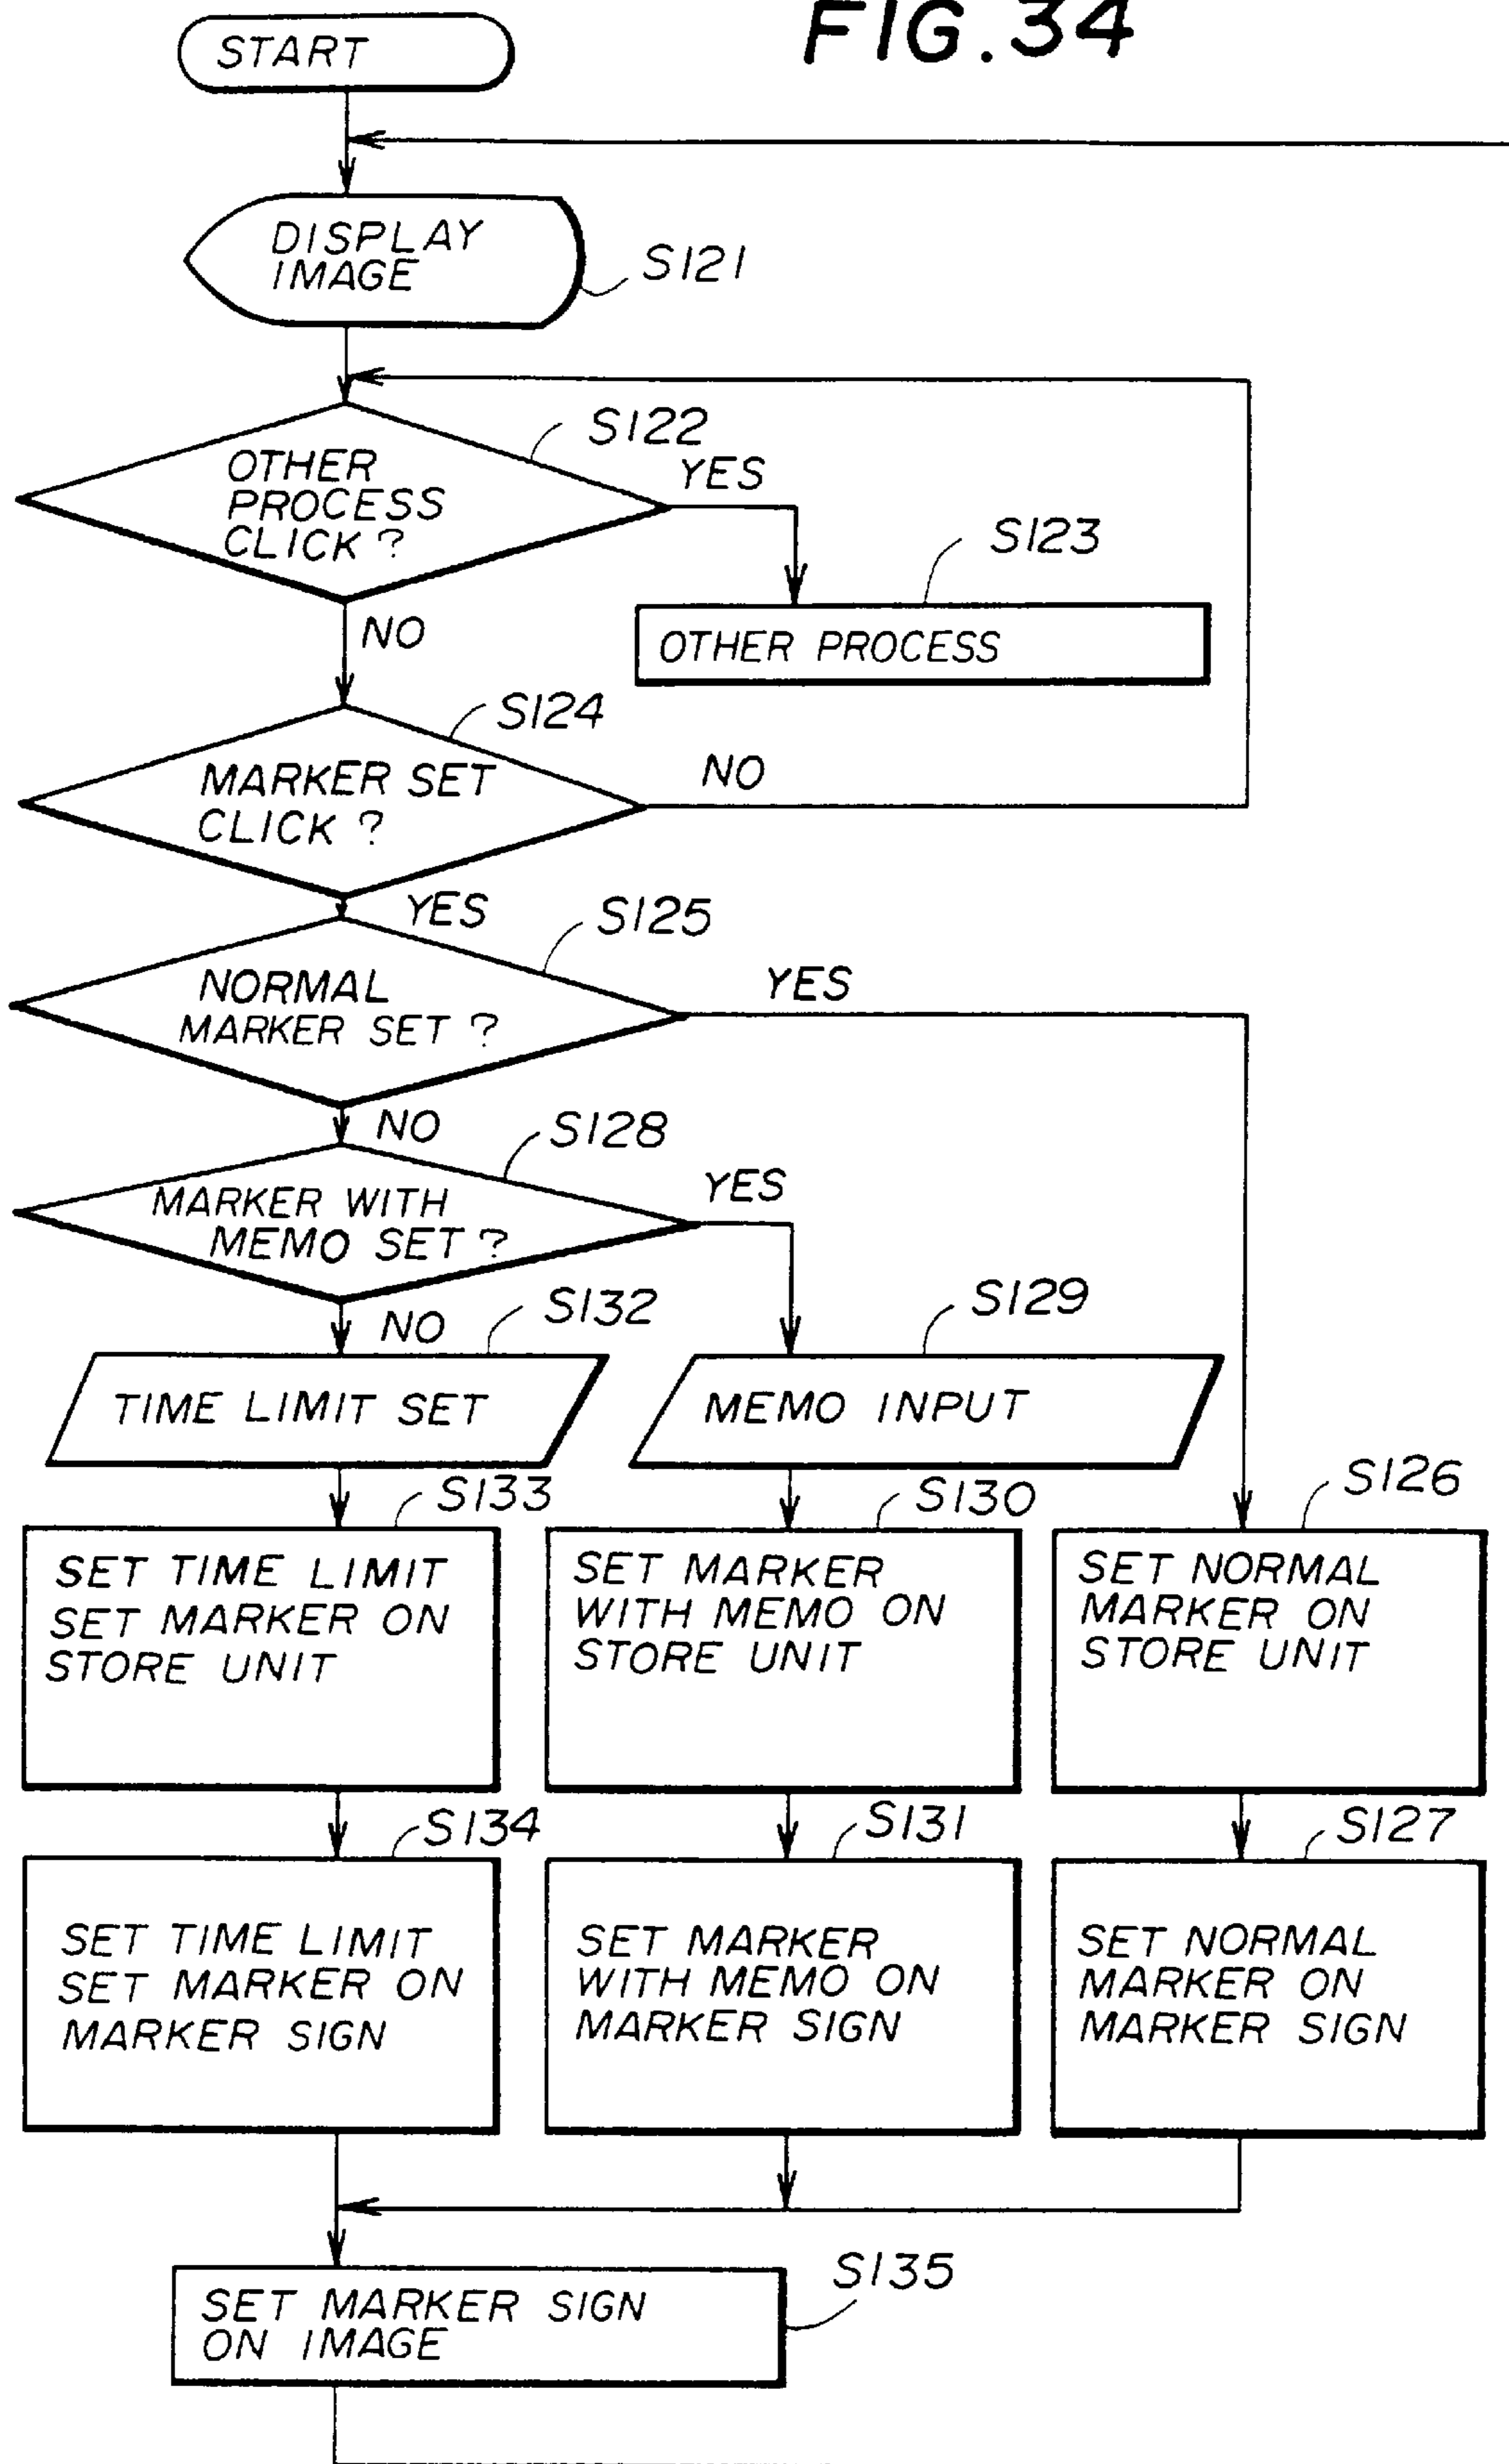 FIG. 34
START
DISPLAY
IMAGE
S121
S122
OTHER
PROCESS
CLICK ?
YES
S123
OTHER PROCESS
NO
S124
MARKER SET
CLICK ?
NO
YES
S125
NORMAL
MARKER SET ?
YES
NO
S128
MARKER WITH
MEMO SET ?
YES
NO
S132
TIME LIMIT SET
S129
MEMO INPUT
S133
SET TIME LIMIT
SET MARKER ON
STORE UNIT
S130
SET MARKER
WITH MEMO ON
STORE UNIT
S126
SET NORMAL
MARKER ON
STORE UNIT
S134
SET TIME LIMIT
SET MARKER ON
MARKER SIGN
S131
SET MARKER
WITH MEMO ON
MARKER SIGN
S127
SET NORMAL
MARKER ON
MARKER SIGN
S135
SET MARKER SIGN
ON IMAGE